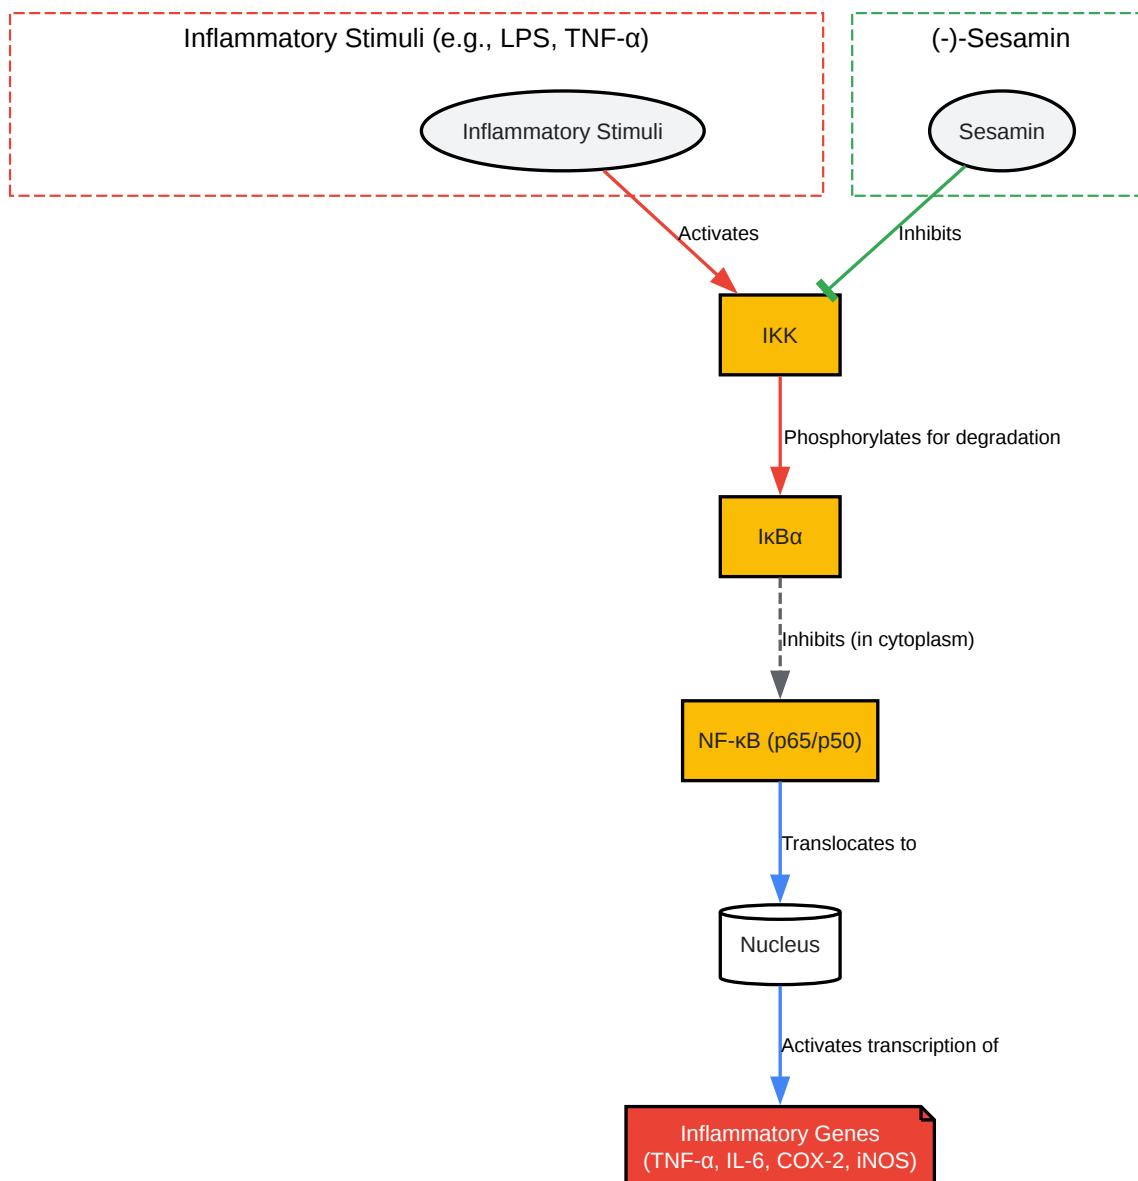 Inflammatory Stimuli (e.g., LPS, TNF-α)
(-)-Sesamin
Inflammatory Stimuli
Sesamin
Activates
Inhibits
IKK
Phosphorylates for degradation
IκBα
Inhibits (in cytoplasm)
NF-κB (p65/p50)
Translocates to
Nucleus
Activates transcription of
Inflammatory Genes
(TNF-α, IL-6, COX-2, iNOS)